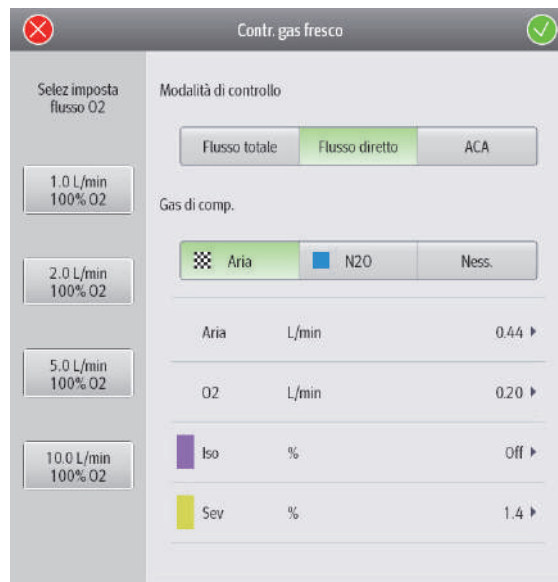 Contr. gas fresco
Selez imposta
flusso O2
1.0 L/min
100% O2
2.0 L/min
100% O2
5.0 L/min
100% O2
10.0 L/min
100% O2
Modalità di controllo
Flusso totale Flusso diretto ACA
Gas di comp.
Aria N2O Ness.
Aria L/min 0.44
O2 L/min 0.20
Iso % Off
Sev % 1.4